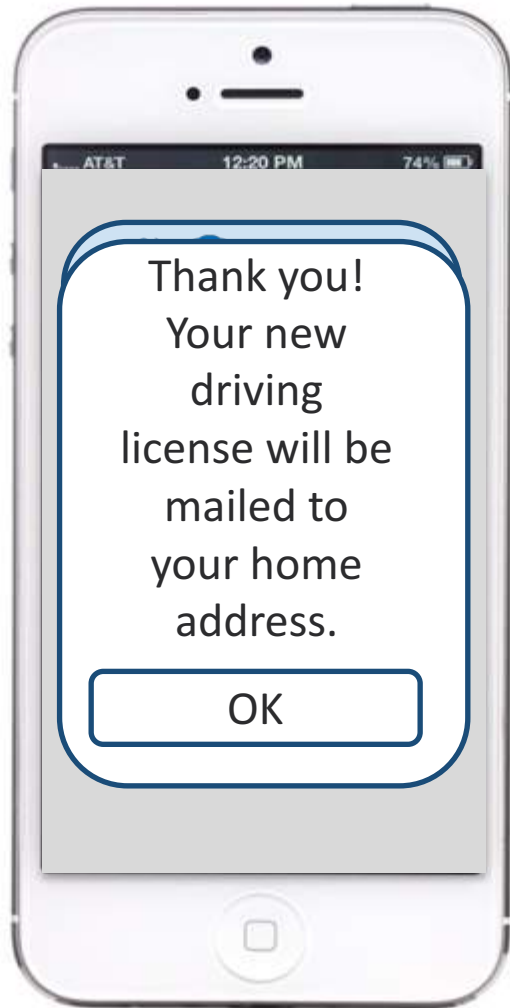 AT&T 12:20 PM 74%
Thank you!
Your new
driving
license will be
mailed to
your home
address.
OK